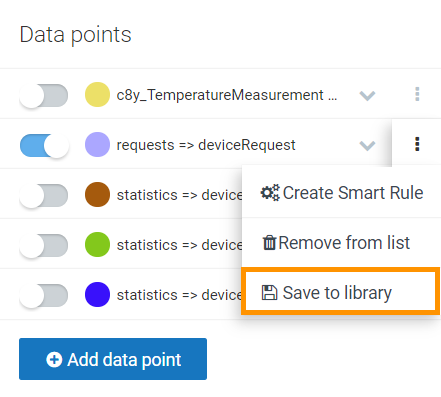 Data points
c8y_TemperatureMeasurement ...
requests => deviceRequest
Create Smart Rule
statistics => device
Remove from list
statistics => device
Save to library
statistics => device
Add data point